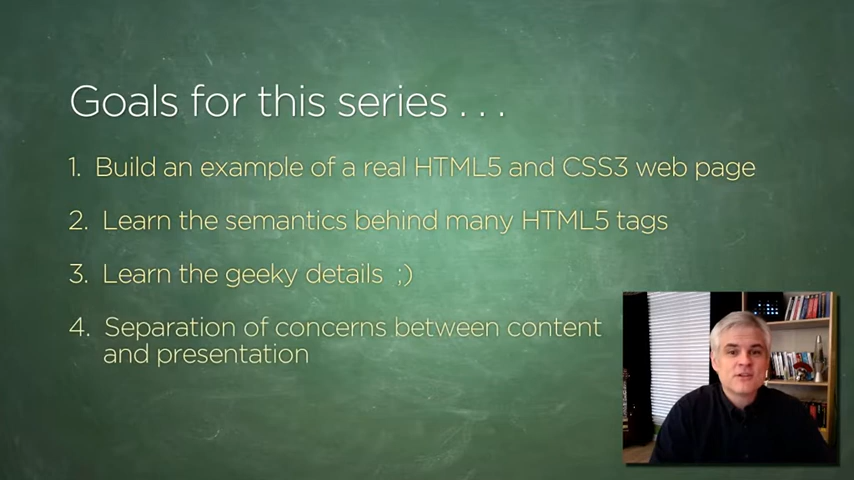 Goals for this series . . .
1. Build an example of a real HTML5 and CSS3 web page
2. Learn the semantics behind many HTML5 tags
3. Learn the geeky details ;)
4. Separation of concerns between content
and presentation